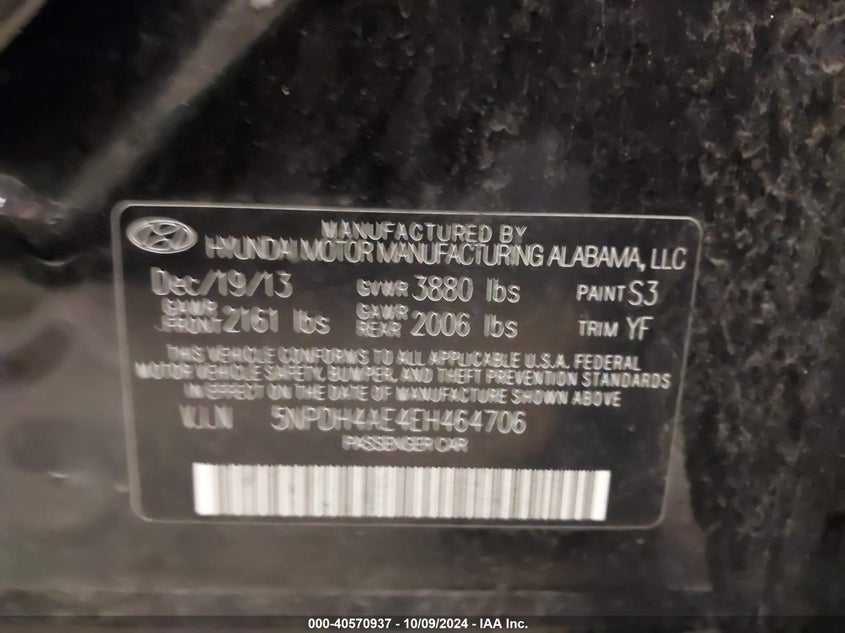 MANUFACTURED BY
HYUNDAI MOTOR MANUFACTURING ALABAMA, LLC
Dec/19/13 GVWR 3880 lbs PAINT S3
GAWR FRONT 2161 lbs GAWR REAR 2006 lbs TRIM YF
THIS VEHICLE CONFORMS TO ALL APPLICABLE U.S.A. FEDERAL
MOTOR VEHICLE SAFETY, BUMPER, AND THEFT PREVENTION STANDARDS
IN EFFECT ON THE DATE OF MANUFACTURE SHOWN ABOVE
V.I.N 5NPDH4AE4EH464706
PASSENGER CAR
000-40570937 - 10/09/2024 - IAA Inc.